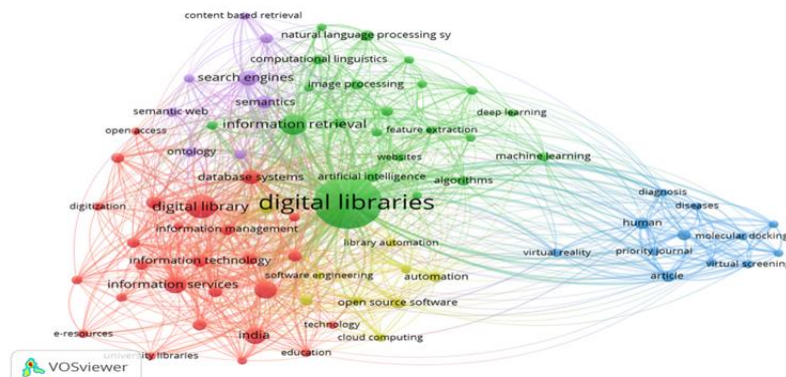 content based retrieval
natural language processing sy
computational linguistics
search engines
image processing
semantics
semantic web
deep learning
information retrieval
feature extraction
open access
ontology
websites
machine learning
database systems
artificial intelligence
algorithms
diagnosis
digital library
digital libraries
diseases
digitization
human
information management
molecular docking
library automation
priority journal
virtual reality
information technology
virtual screening
software engineering
automation
article
information services
open source software
technology
e-resources
india
cloud computing
university libraries
education
VOSviewer